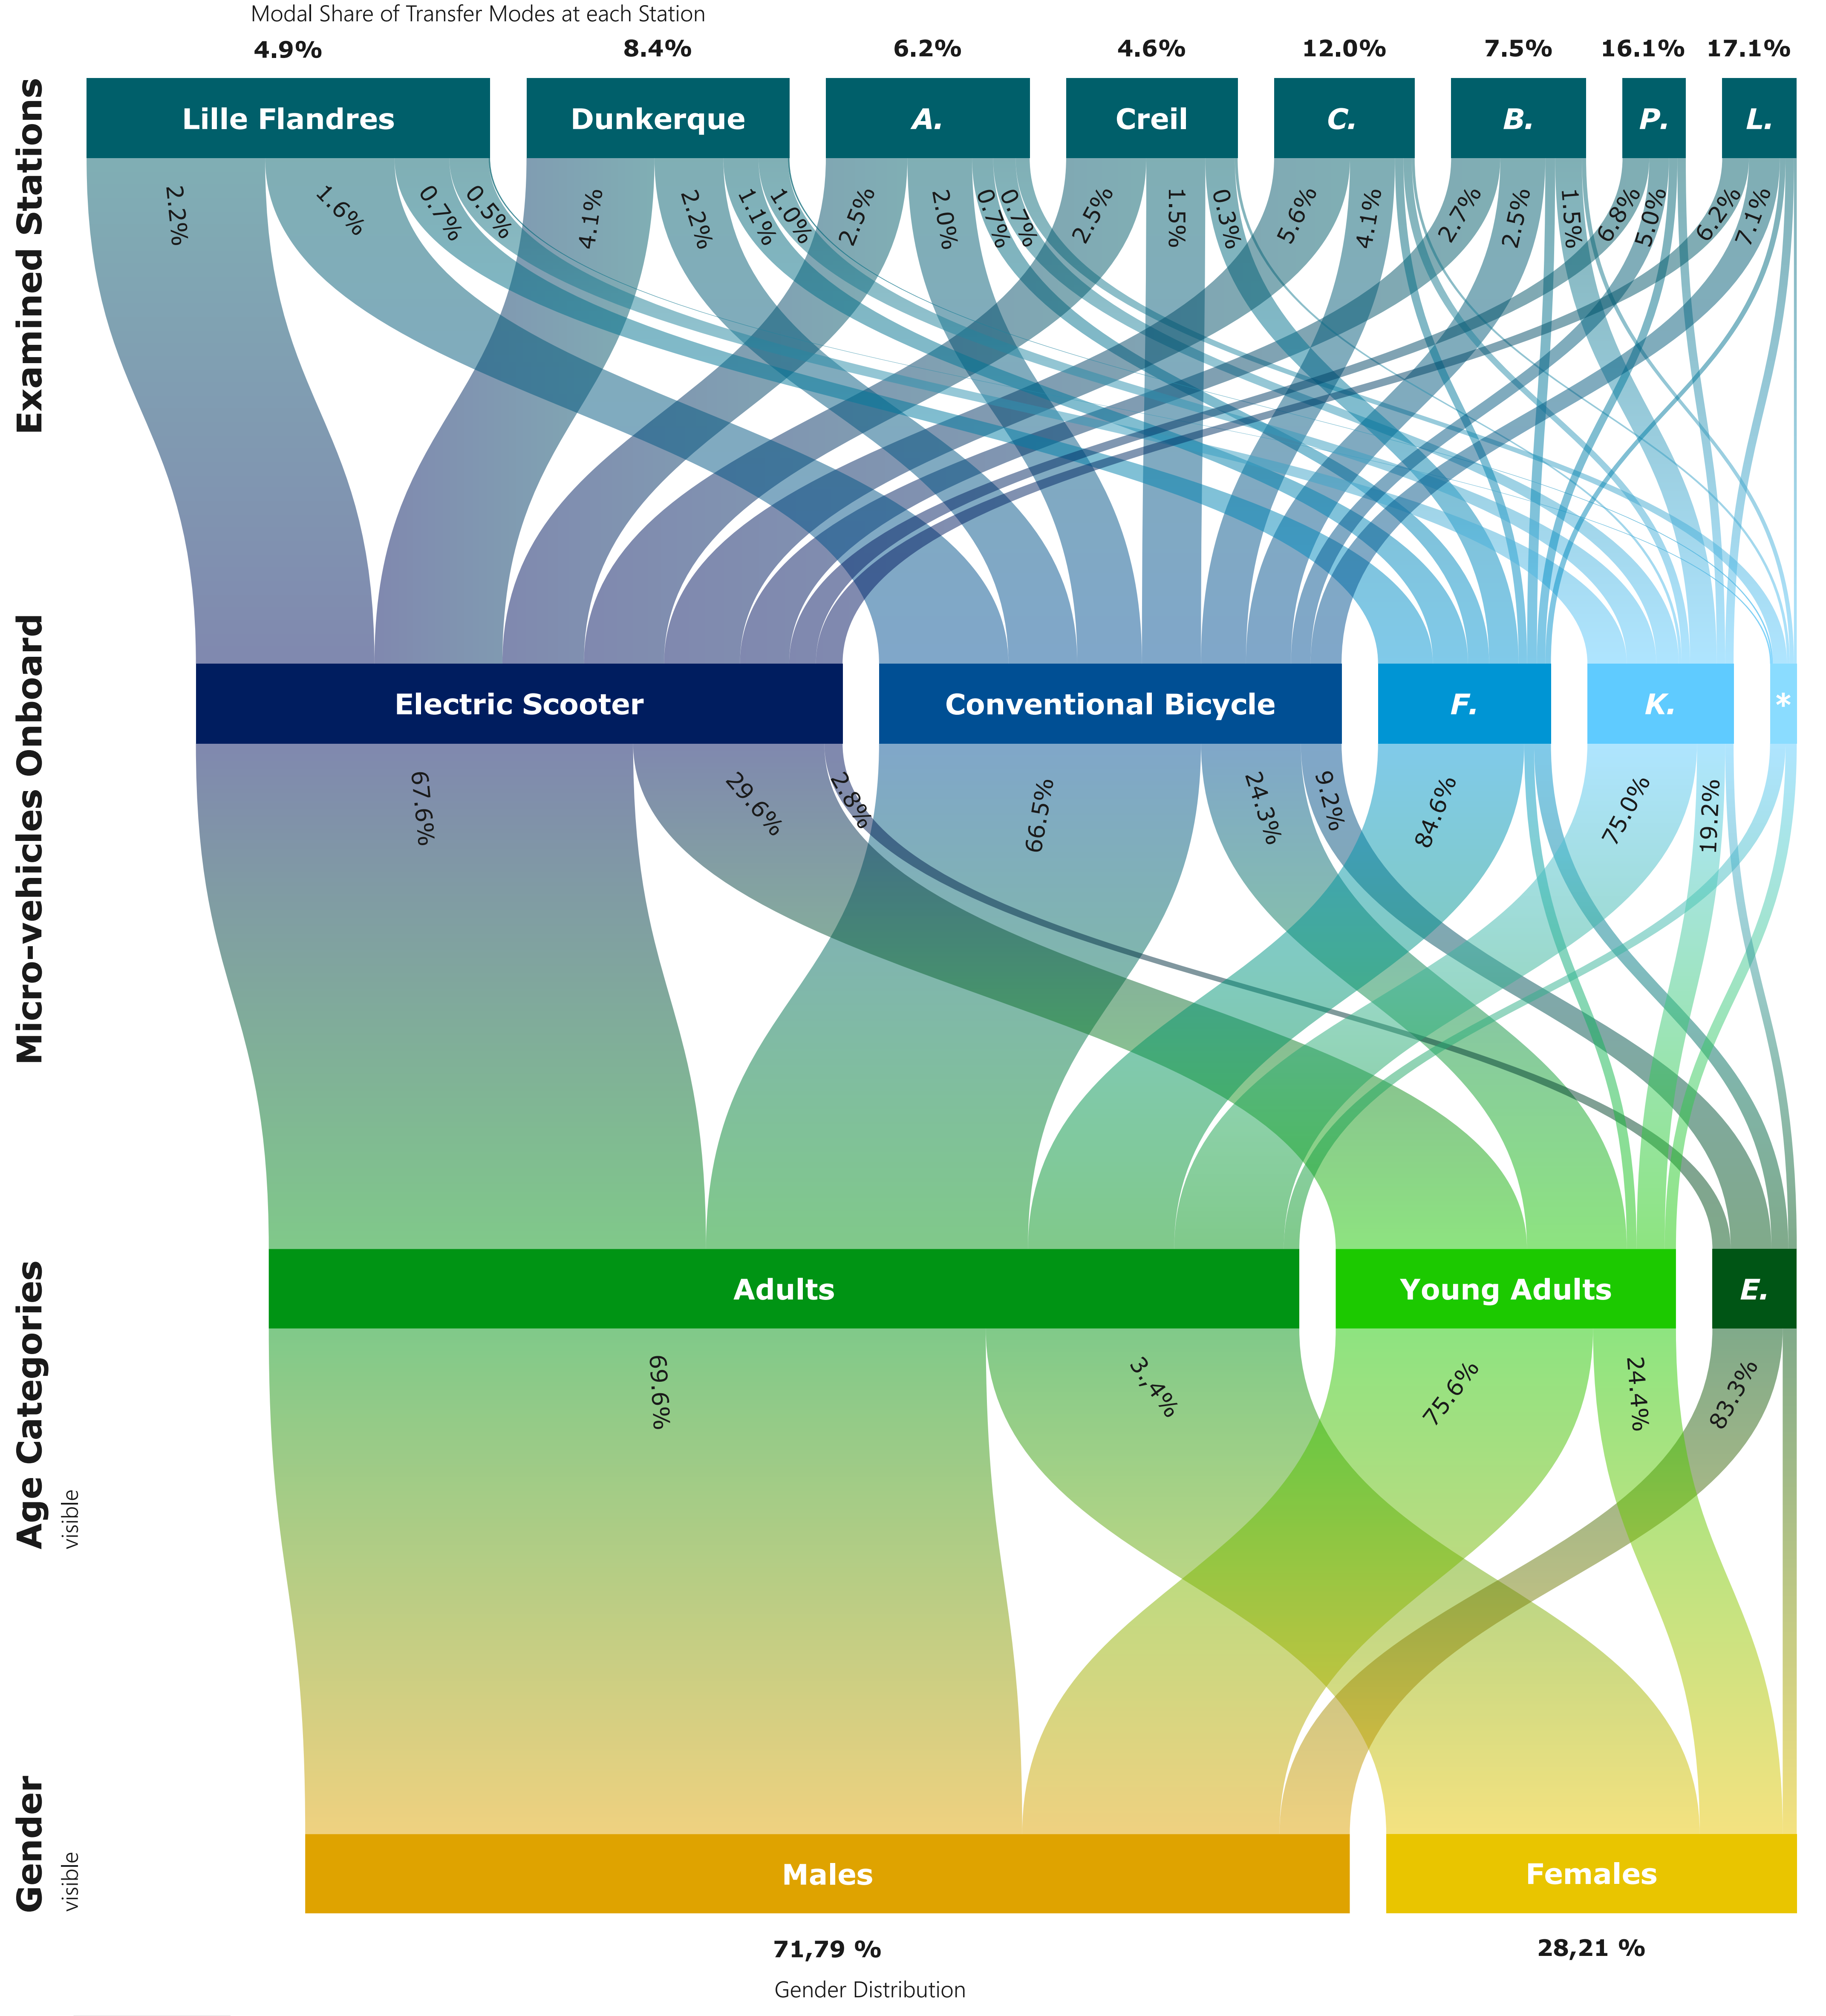 Modal Share of Transfer Modes at each Station
4.9% 8.4% 6.2% 4.6% 12.0% 7.5% 16.1% 17.1%
Examined Stations
Lille Flandres Dunkerque A. Creil C. B. P. L.
2.2% 1.6% 0.7% 0.5% 4.1% 2.2% 1.1% 1.0% 2.5% 2.0% 0.7% 0.7% 2.5% 1.5% 0.3% 5.6% 4.1% 2.7% 2.5% 1.5% 6.8% 5.0% 6.2% 7.1%
Micro-vehicles Onboard
Electric Scooter Conventional Bicycle F. K. *
67.6% 29.6% 2.8% 66.5% 24.3% 9.2% 84.6% 75.0% 19.2%
Age Categories
visible
Adults Young Adults E.
69.6% 3.,4% 75.6% 24.4% 83.3%
Gender
visible
Males Females
71,79 % 28,21 %
Gender Distribution